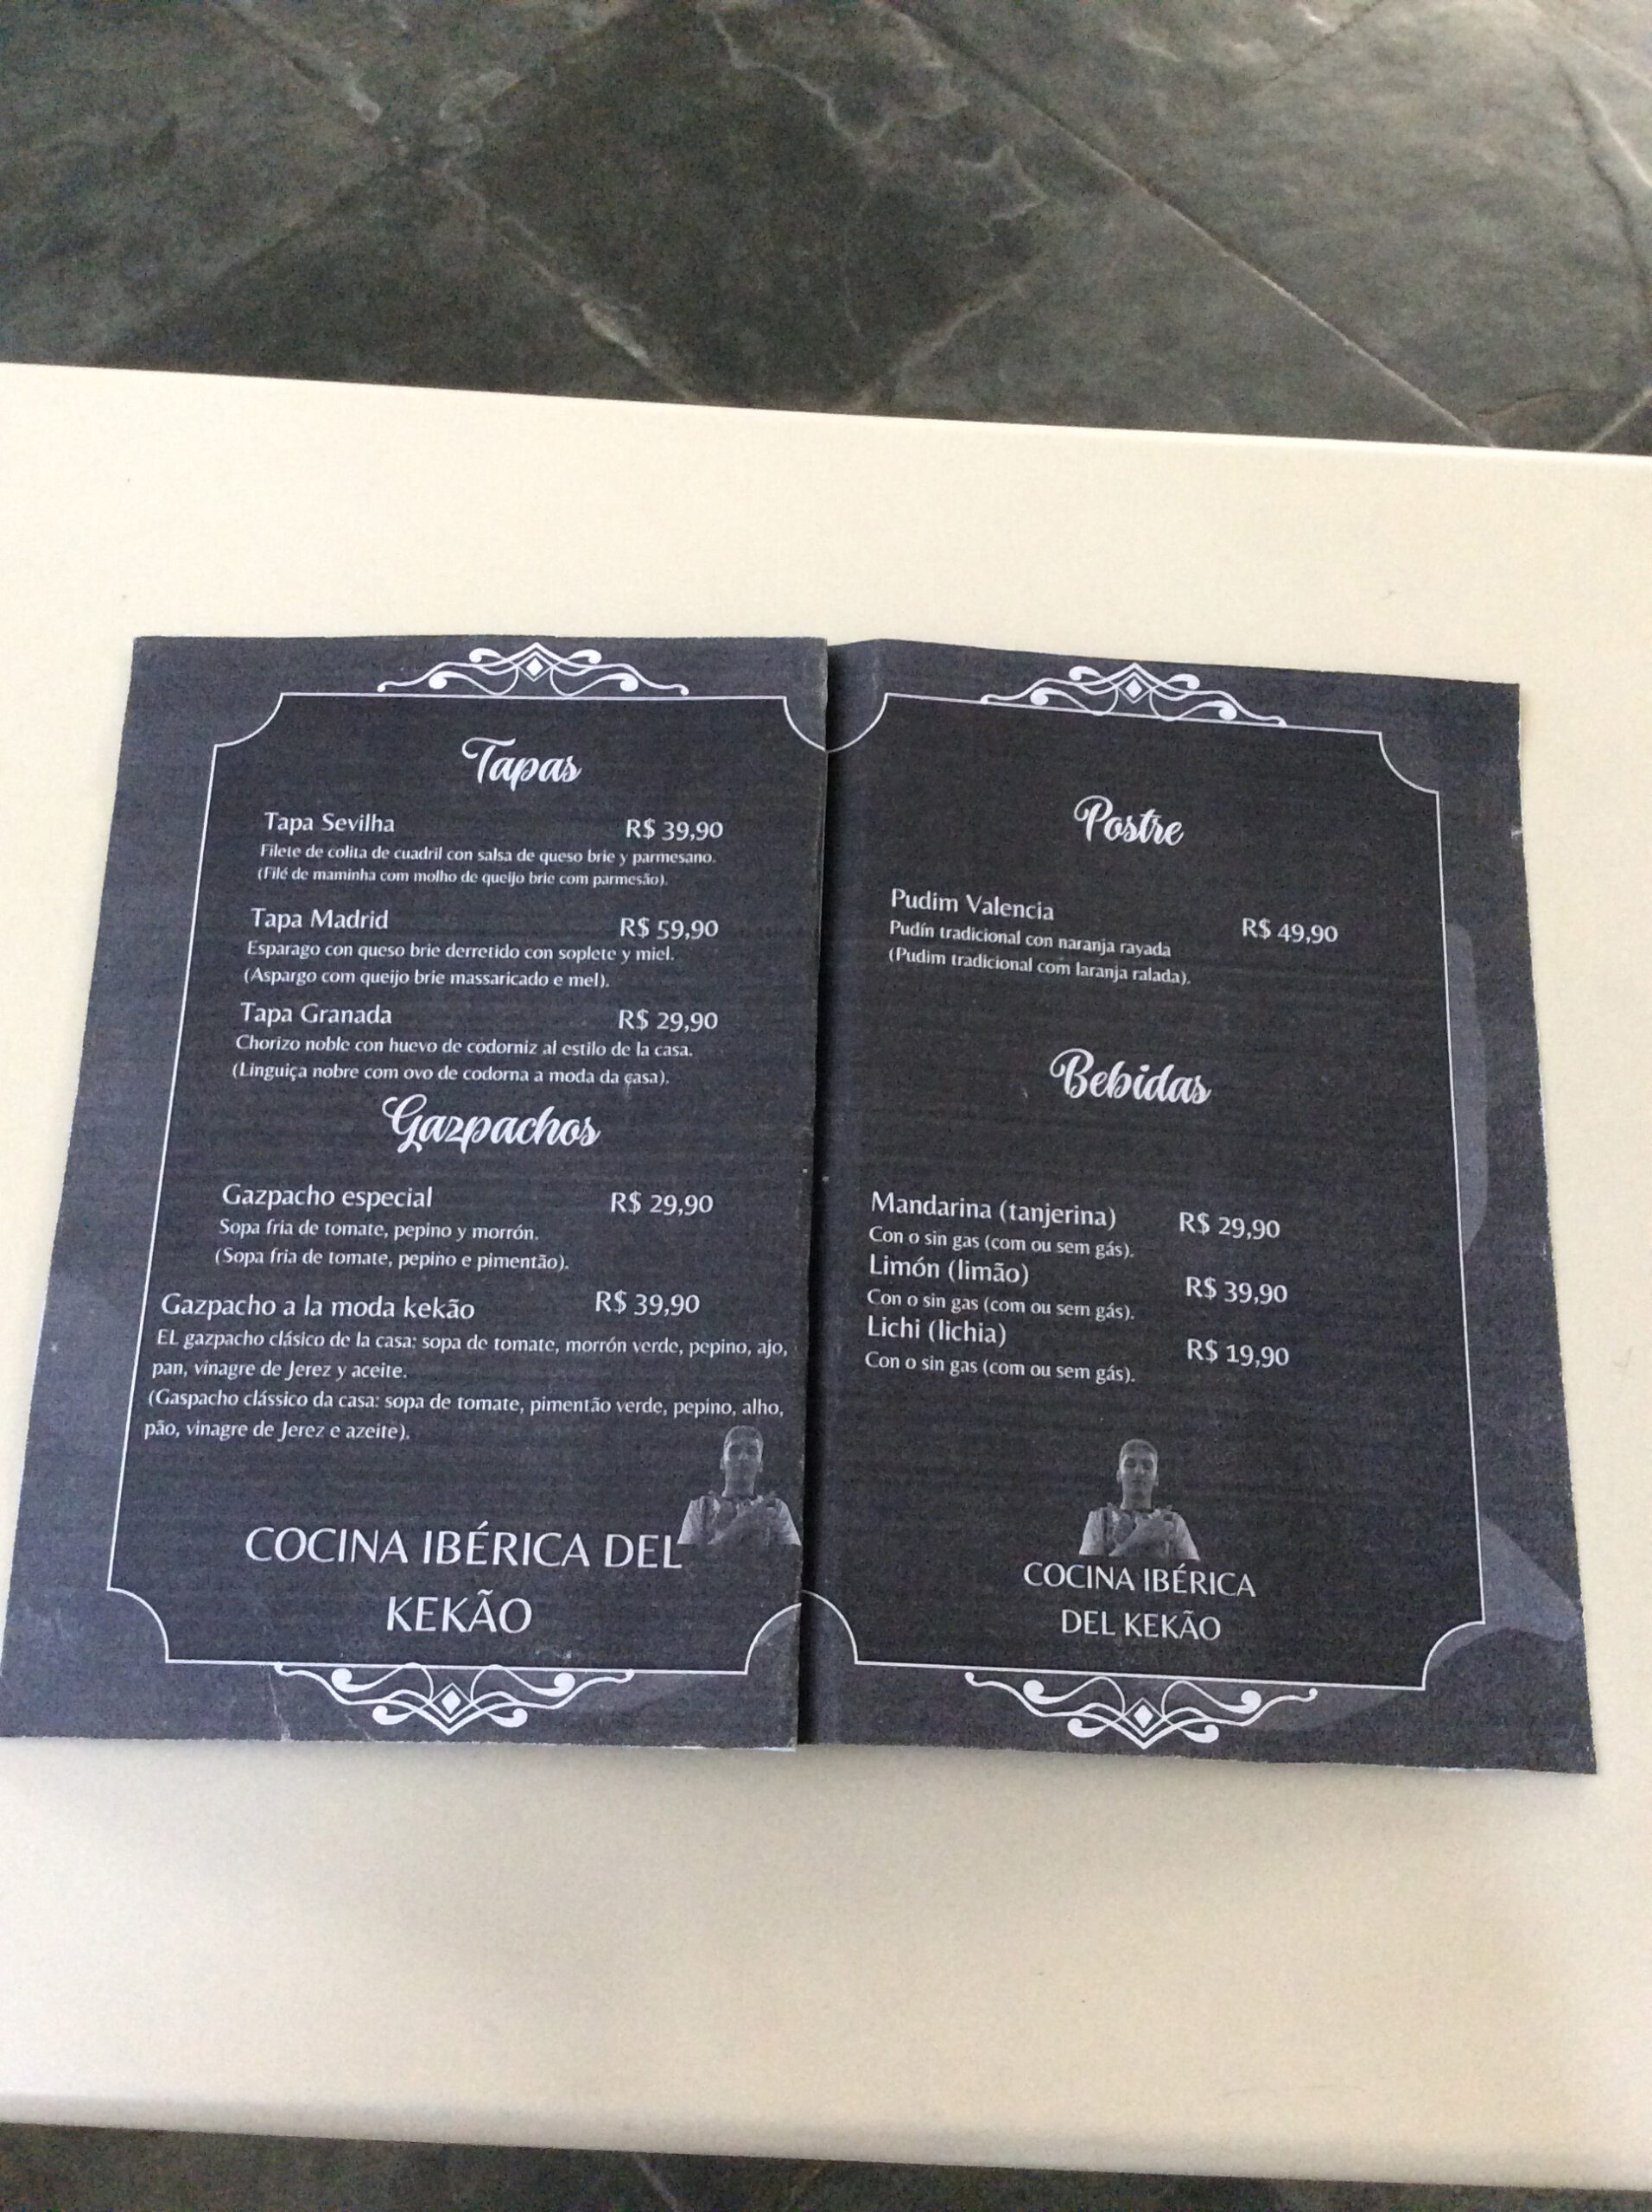 Tapas
Tapa Sevilha R$ 39,90
Filete de colita de cuadril con salsa de queso brie y parmesano.
(Filé de maminha com molho de queijo brie com parmesão).
Tapa Madrid R$ 59,90
Esparago con queso brie derretido con soplete y miel.
(Aspargo com queijo brie massaricado e mel).
Tapa Granada R$ 29,90
Chorizo noble con huevo de codorniz al estilo de la casa.
(Linguiça nobre com ovo de codorna a moda da casa).
Gazpachos
Gazpacho especial R$ 29,90
Sopa fria de tomate, pepino y morrón.
(Sopa fria de tomate, pepino e pimentão).
Gazpacho a la moda kekão R$ 39,90
EL gazpacho clásico de la casa: sopa de tomate, morrón verde, pepino, ajo,
pan, vinagre de Jerez y aceite.
(Gaspacho clássico da casa: sopa de tomate, pimentão verde, pepino, alho,
pão, vinagre de Jerez e azeite).
COCINA IBÉRICA DEL
KEKÃO
Postre
Pudim Valencia R$ 49,90
Pudín tradicional con naranja rayada
(Pudim tradicional com laranja ralada).
Bebidas
Mandarina (tanjerina) R$ 29,90
Con o sin gas (com ou sem gás).
Limón (limão) R$ 39,90
Con o sin gas (com ou sem gás).
Lichi (lichia) R$ 19,90
Con o sin gas (com ou sem gás).
COCINA IBÉRICA
DEL KEKÃO